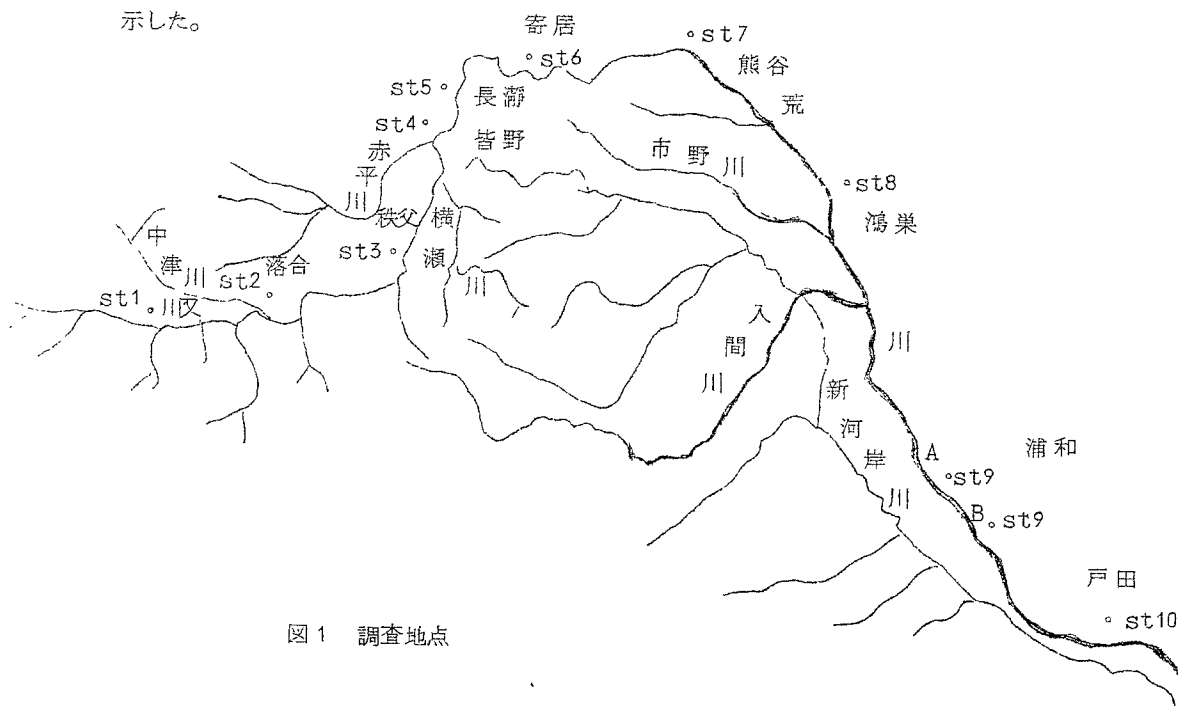 示した。
寄居
st7
st6
熊谷
st5
長瀞
荒
st4
皆野
赤平川
市野川
st8
鴻巣
秩父
横瀬川
中津川
st3
落合
st2
st1
川又
入間川
川
新河岸川
浦和
A
st9
B
st9
戸田
st10
図1 調査地点